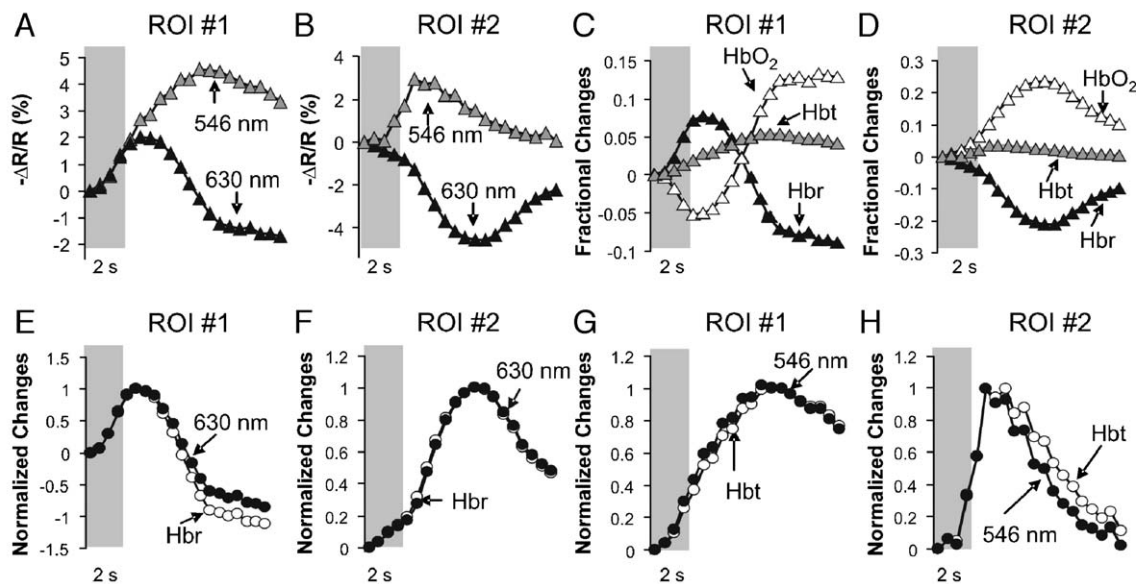 A ROI #1
-ΔR/R (%)
5
4
3
2
1
0
-1
-2
546 nm
630 nm
2 s
B ROI #2
-ΔR/R (%)
4
2
0
-2
-4
546 nm
630 nm
2 s
C ROI #1
Fractional Changes
0.15
0.1
0.05
0
-0.05
-0.1
HbO2
Hbt
Hbr
2 s
D ROI #2
Fractional Changes
0.3
0.2
0.1
0
-0.1
-0.2
-0.3
HbO2
Hbt
Hbr
2 s
E ROI #1
Normalized Changes
1.5
1
0.5
0
-0.5
-1
-1.5
630 nm
Hbr
2 s
F ROI #2
Normalized Changes
1.2
1
0.8
0.6
0.4
0.2
0
630 nm
Hbr
2 s
G ROI #1
Normalized Changes
1.2
1
0.8
0.6
0.4
0.2
0
546 nm
Hbt
2 s
H ROI #2
Normalized Changes
1.2
1
0.8
0.6
0.4
0.2
0
Hbt
546 nm
2 s